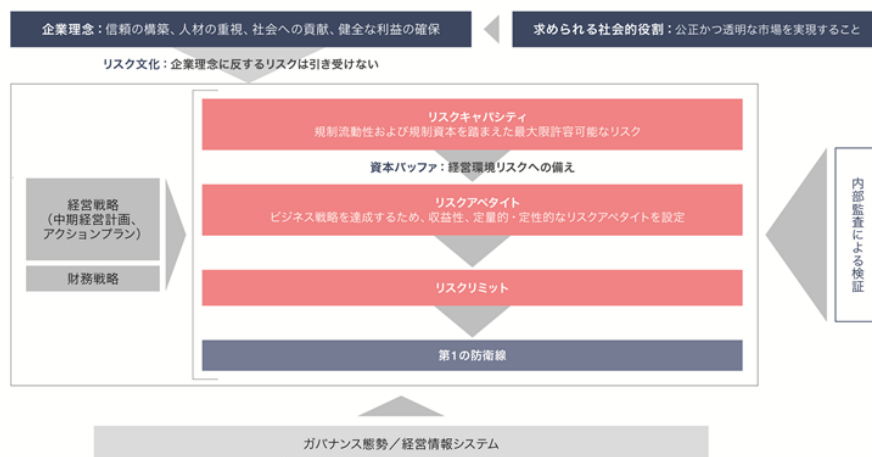 企業理念：信頼の構築、人材の重視、社会への貢献、健全な利益の確保
求められる社会的役割：公正かつ透明な市場を実現すること
リスク文化：企業理念に反するリスクは引き受けない
リスクキャパシティ
規制流動性および規制資本を踏まえた最大限許容可能なリスク
資本バッファ：経営環境リスクへの備え
経営戦略
（中期経営計画、
アクションプラン）
財務戦略
リスクアペタイト
ビジネス戦略を達成するため、収益性、定量的・定性的なリスクアペタイトを設定
リスクリミット
第1の防衛線
内部監査による検証
ガバナンス態勢／経営情報システム